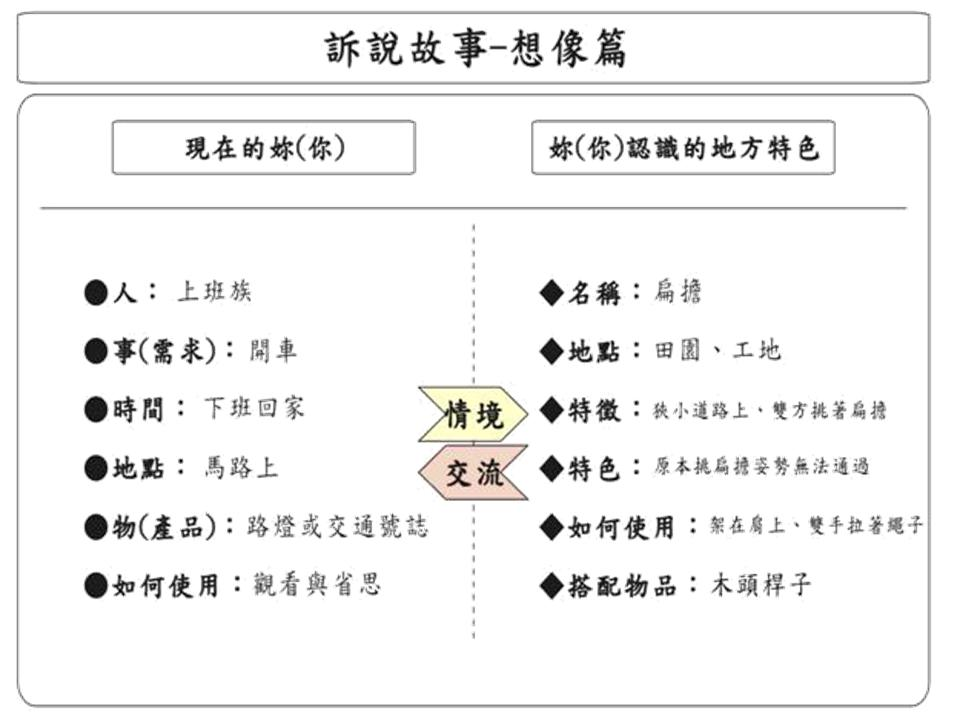 訴說故事-想像篇
現在的妳(你)
妳(你)認識的地方特色
●人：上班族
●事(需求)：開車
●時間：下班回家
●地點：馬路上
●物(產品)：路燈或交通號誌
●如何使用：觀看與省思
情境
交流
◆名稱：扁擔
◆地點：田園、工地
◆特徵：狹小道路上、雙方挑著扁擔
◆特色：原本挑扁擔姿勢無法通過
◆如何使用：架在肩上、雙手拉著繩子
◆搭配物品：木頭桿子